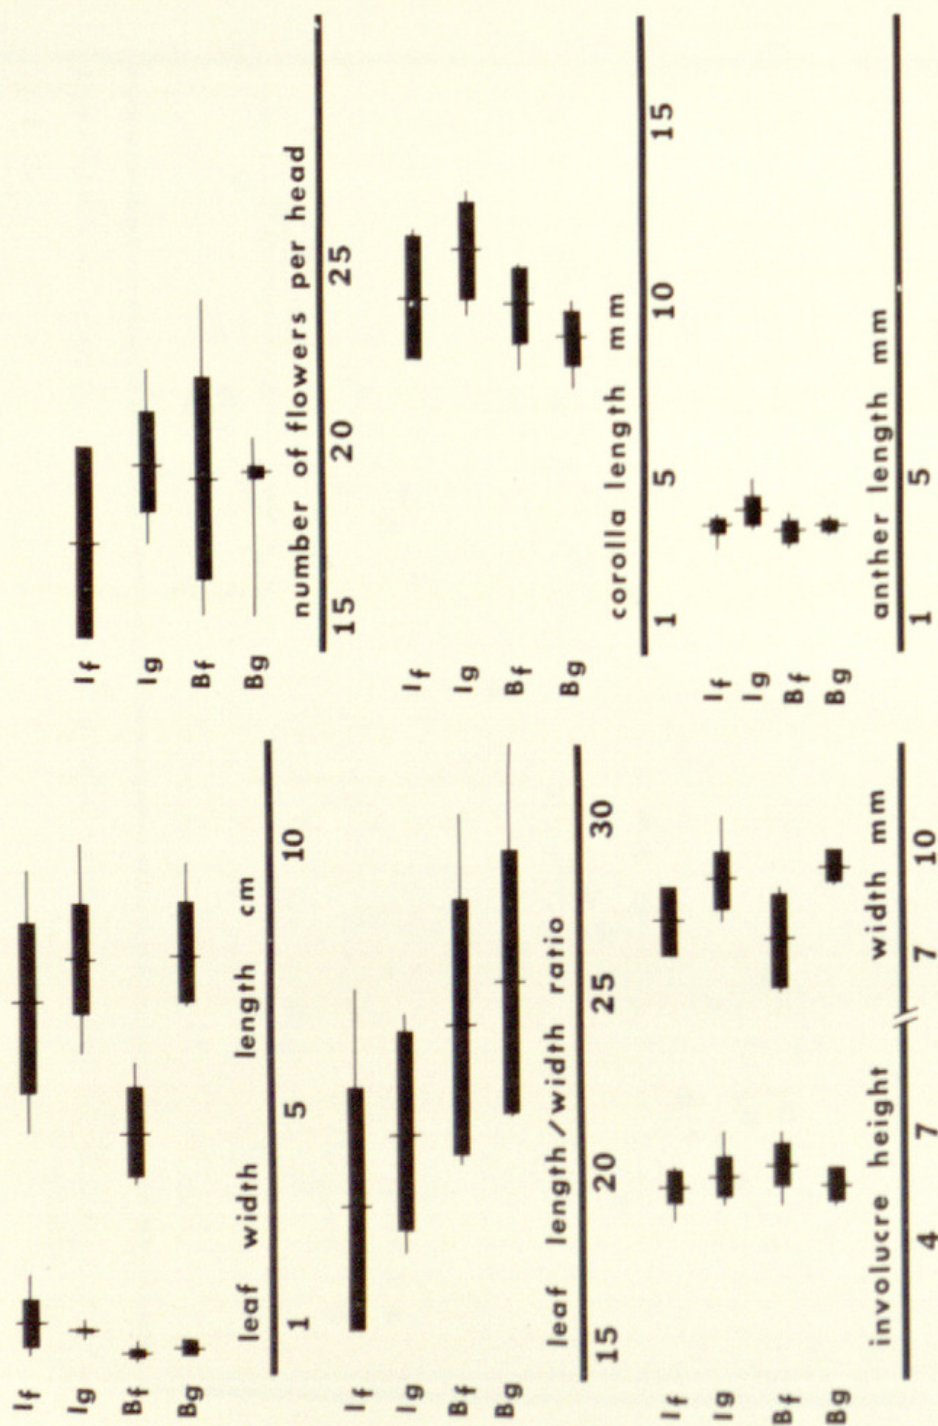 If
Ig
Bf
Bg
leaf width length cm
1 5 10
If
Ig
Bf
Bg
leaf length/width ratio
15 20 25 30
If
Ig
Bf
Bg
involucre height width mm
4 7 7 10
If
Ig
Bf
Bg
number of flowers per head
15 20 25
If
Ig
Bf
Bg
corolla length mm
1 5 10 15
If
Ig
Bf
Bg
anther length mm
1 5